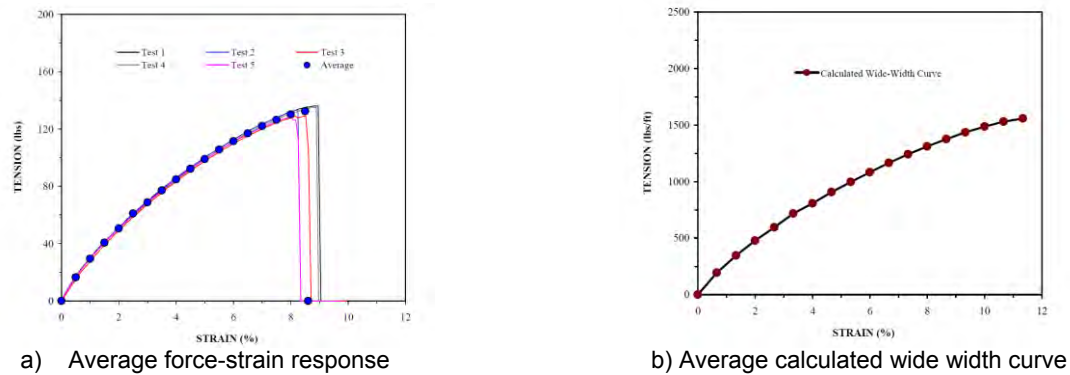 200
160
120
80
40
0
TENSION (lbs)
Test 1 Test 2 Test 3
Test 4 Test 5 Average
0 2 4 6 8 10 12
STRAIN (%)
a) Average force-strain response
2500
2000
1500
1000
500
0
TENSION (lbs/ft)
Calculated Wide-Width Curve
0 2 4 6 8 10 12
STRAIN (%)
b) Average calculated wide width curve